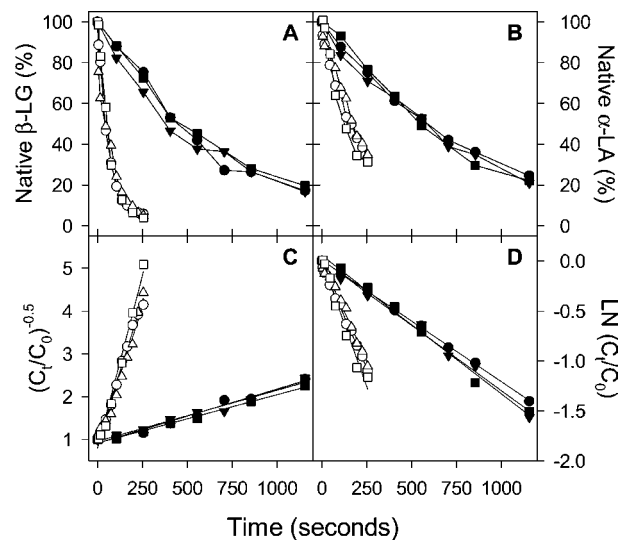 A
B
C
D
Native β-LG (%)
100
80
60
40
20
0
Native α-LA (%)
100
80
60
40
20
0
(Ct/C0)-0.5
5
4
3
2
1
LN (Ct/C0)
0.0
-0.5
-1.0
-1.5
-2.0
0 250 500 750 1000
0 250 500 750 1000
Time (seconds)